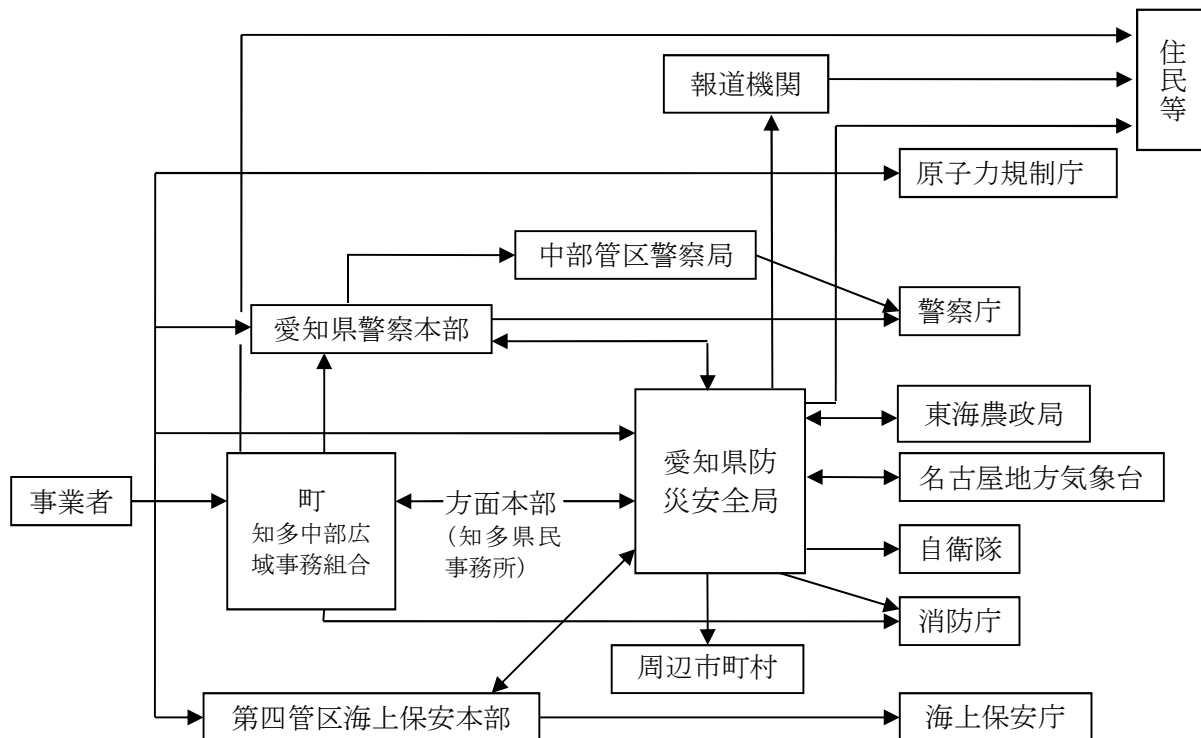 住民等
報道機関
原子力規制庁
中部管区警察局
警察庁
愛知県警察本部
東海農政局
愛知県防
災安全局
名古屋地方気象台
事業者
町
知多中部広
域事務組合
方面本部
（知多県民
事務所）
自衛隊
消防庁
周辺市町村
第四管区海上保安本部
海上保安庁